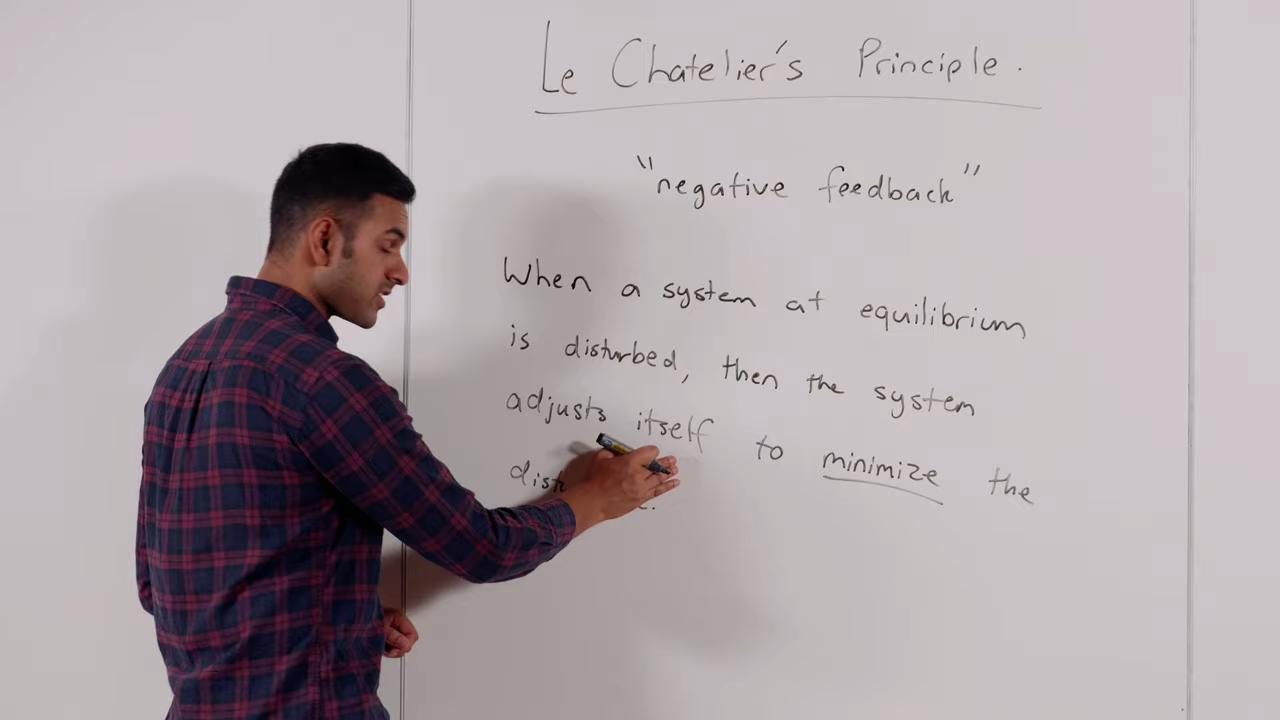 Le Chatelier's Principle.
"negative feedback"
When a system at equilibrium
is disturbed, then the system
adjusts itself to minimize the